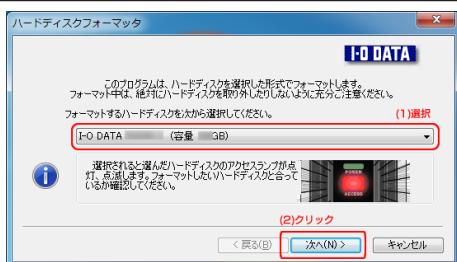 ハードディスクフォーマッタ
I-O DATA
このプログラムは、ハードディスクを選択した形式でフォーマットします。
フォーマット中は、絶対にハードディスクを取り外したりしないように充分ご注意ください。
フォーマットするハードディスクを次から選択してください。
(1)選択
I-O DATA (容量 GB)
選択されると選んだハードディスクのアクセスランプが点
灯、点滅します。フォーマットしたいハードディスクと合って
いるか確認してください。
POWER
ACCESS
(2)クリック
< 戻る(B)
次へ(N) >
キャンセル